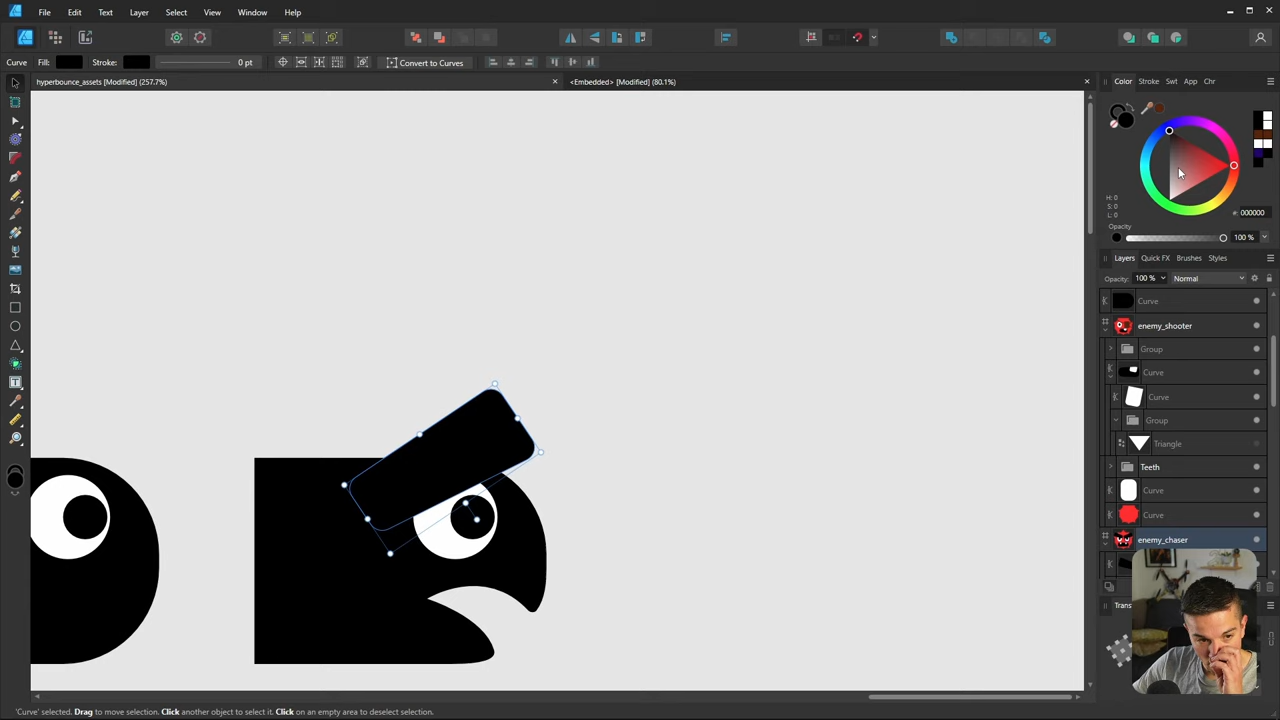 File Edit Text Layer Select View Window Help
Curve Fill: Stroke: 0 pt Convert to Curves
hyperbounce_assets [Modified] (257.7%) × <Embedded> [Modified] (80.1%) ×
Color Stroke Swt App Chr
H: 0
S: 0
L: 0
#: 000000
Opacity
100 %
Layers Quick FX Brushes Styles
Opacity: 100 % Normal
Curve
enemy_shooter
Group
Curve
Curve
Group
Triangle
Teeth
Curve
Curve
enemy_chaser
Trans
'Curve' selected. Drag to move selection. Click another object to select it. Click on an empty area to deselect selection.